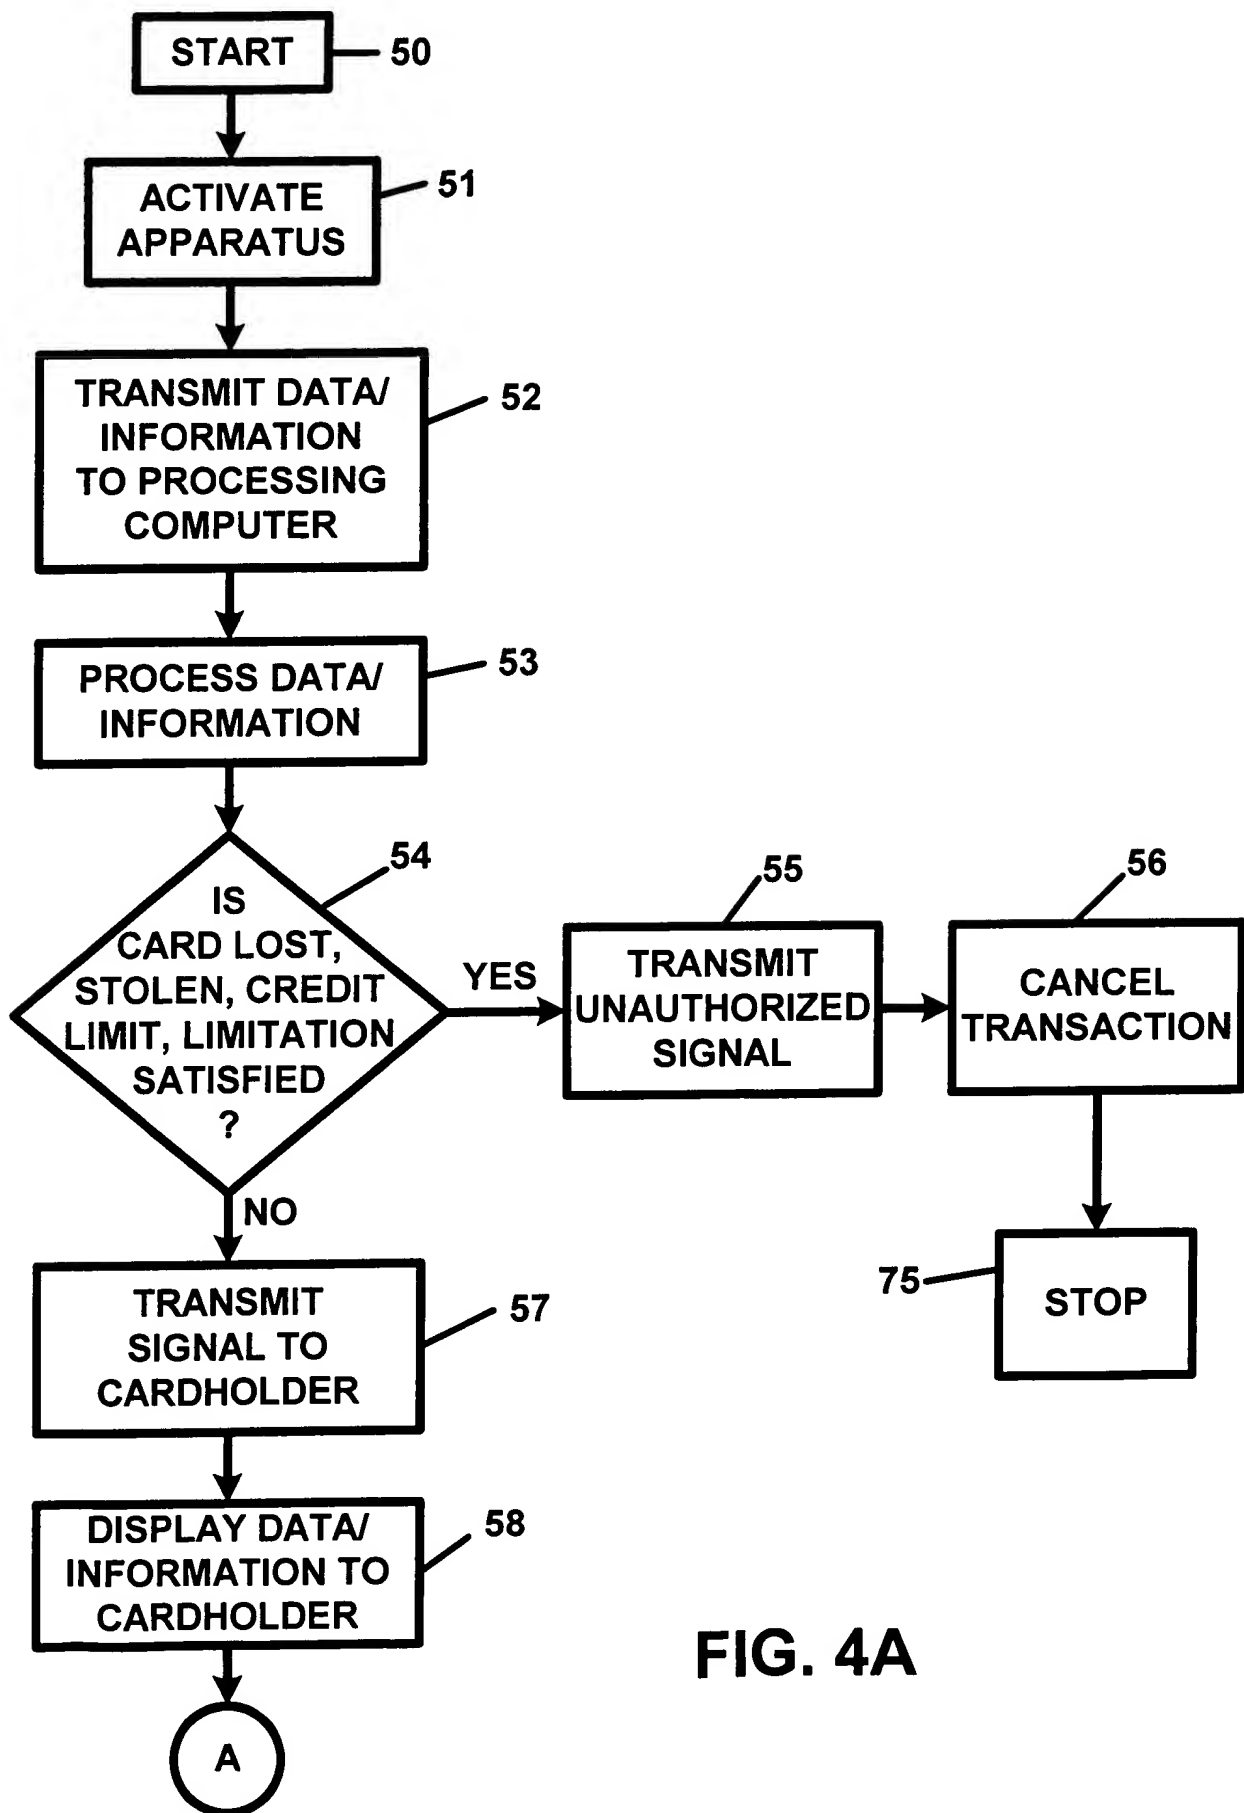 START
50
ACTIVATE
APPARATUS
51
TRANSMIT DATA/
INFORMATION
TO PROCESSING
COMPUTER
52
PROCESS DATA/
INFORMATION
53
IS
CARD LOST,
STOLEN, CREDIT
LIMIT, LIMITATION
SATISFIED
?
54
YES
TRANSMIT
UNAUTHORIZED
SIGNAL
55
CANCEL
TRANSACTION
56
STOP
75
NO
TRANSMIT
SIGNAL TO
CARDHOLDER
57
DISPLAY DATA/
INFORMATION TO
CARDHOLDER
58
A
FIG. 4A